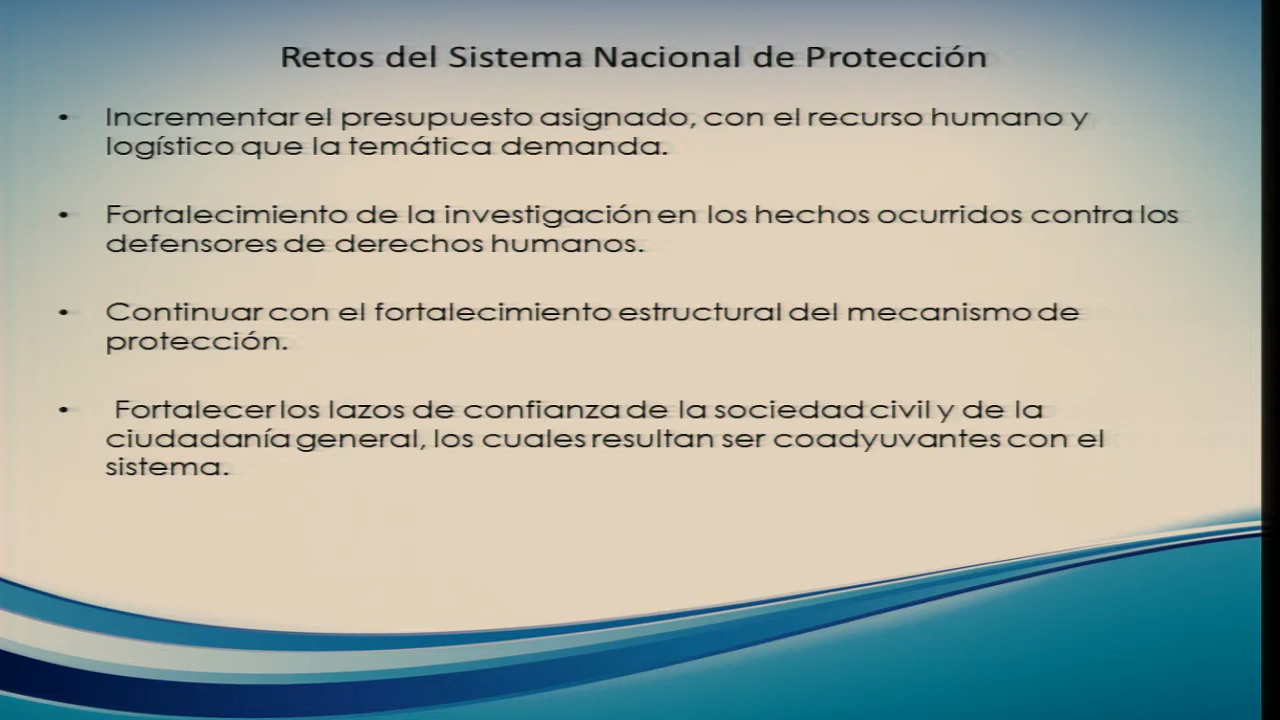 Retos del Sistema Nacional de Protección
• Incrementar el presupuesto asignado, con el recurso humano y
logístico que la temática demanda.
• Fortalecimiento de la investigación en los hechos ocurridos contra los
defensores de derechos humanos.
• Continuar con el fortalecimiento estructural del mecanismo de
protección.
• Fortalecer los lazos de confianza de la sociedad civil y de la
ciudadanía general, los cuales resultan ser coadyuvantes con el
sistema.